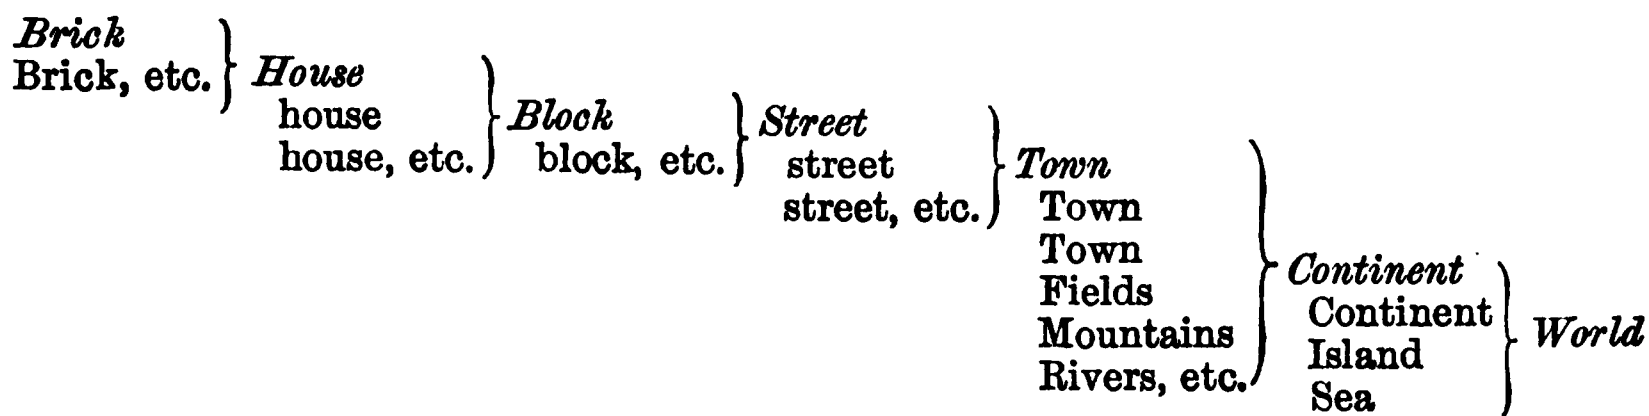 Brick
Brick, etc.
House
house
house, etc.
Block
block, etc.
Street
street
street, etc.
Town
Town
Town
Fields
Mountains
Rivers, etc.
Continent
Continent
Island
Sea
World